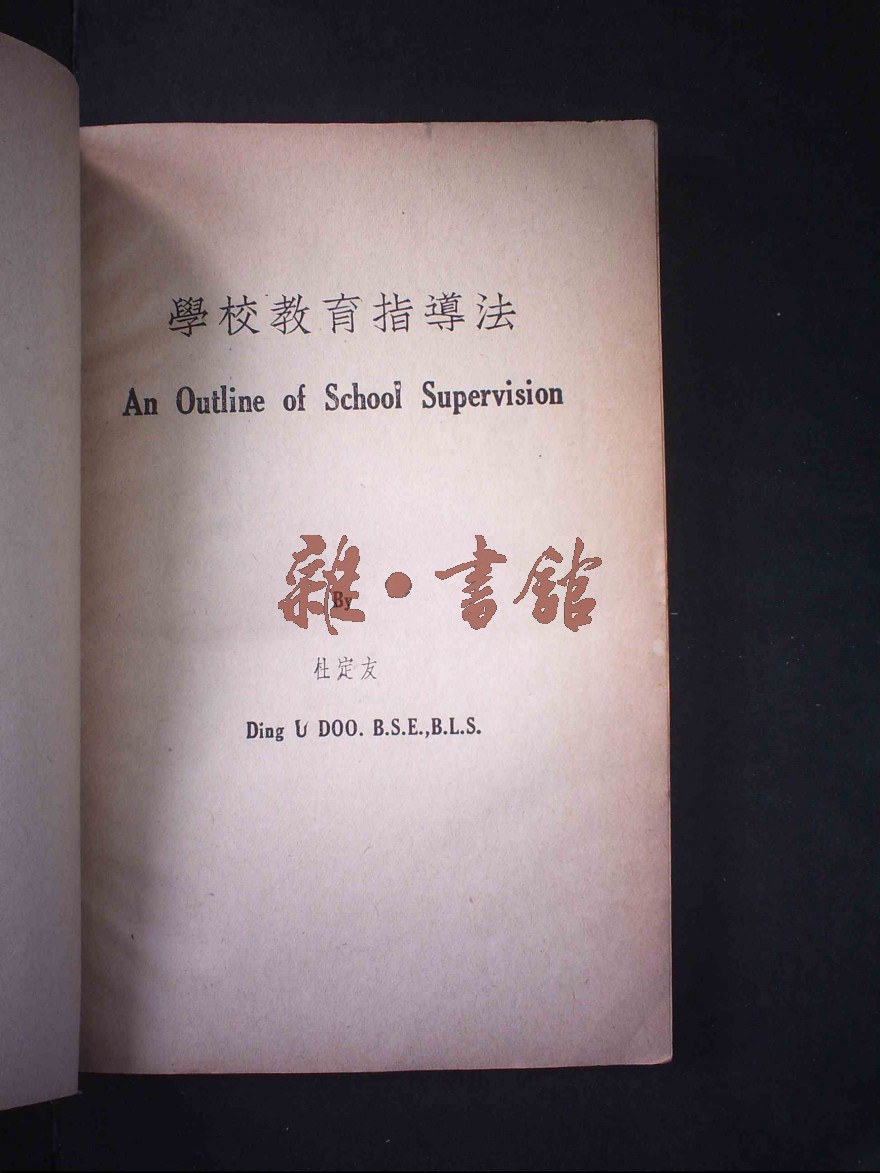 學校教育指導法
An Outline of School Supervision
雜·書館
By
杜定友
Ding U DOO. B.S.E.,B.L.S.